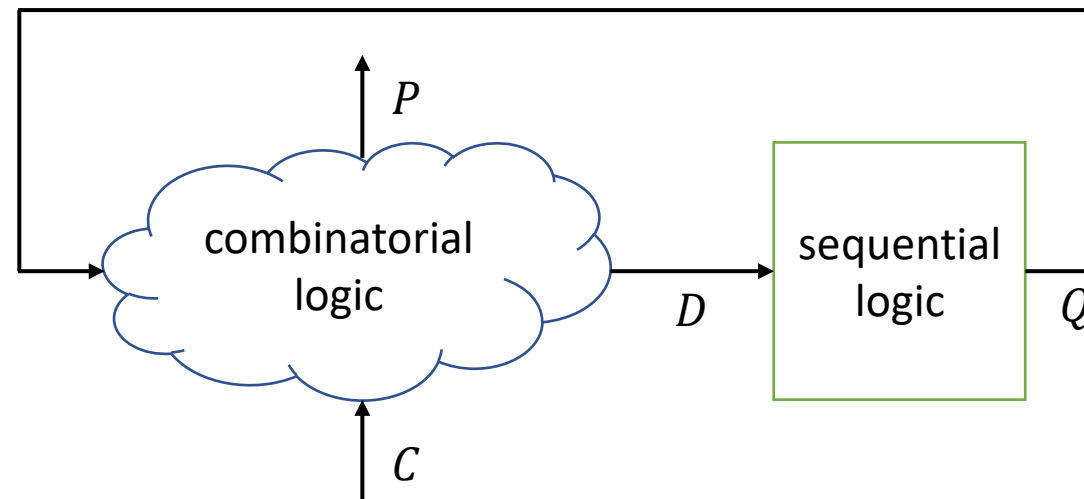 P
combinatorial
logic
sequential
logic
D
Q
C